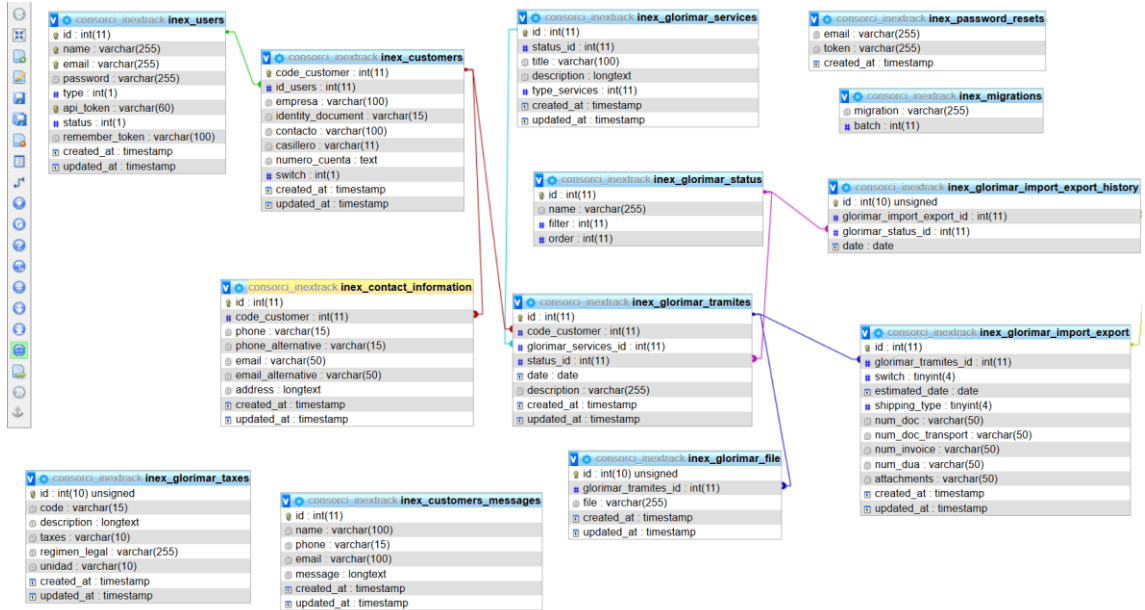 consorci_inextrack inex_users
id : int(11)
name : varchar(255)
email : varchar(255)
password : varchar(255)
type : int(1)
api_token : varchar(60)
status : int(1)
remember_token : varchar(100)
created_at : timestamp
updated_at : timestamp
consorci_inextrack inex_customers
code_customer : int(11)
id_users : int(11)
empresa : varchar(100)
identity_document : varchar(15)
contacto : varchar(100)
casillero : varchar(11)
numero_cuenta : text
switch : int(1)
created_at : timestamp
updated_at : timestamp
consorci_inextrack inex_glorimar_services
id : int(11)
status_id : int(11)
title : varchar(100)
description : longtext
type_services : int(11)
created_at : timestamp
updated_at : timestamp
consorci_inextrack inex_password_resets
email : varchar(255)
token : varchar(255)
created_at : timestamp
consorci_inextrack inex_migrations
migration : varchar(255)
batch : int(11)
consorci_inextrack inex_glorimar_status
id : int(11)
name : varchar(255)
filter : int(11)
order : int(11)
consorci_inextrack inex_glorimar_import_export_history
id : int(10) unsigned
glorimar_import_export_id : int(11)
glorimar_status_id : int(11)
date : date
consorci_inextrack inex_contact_information
id : int(11)
code_customer : int(11)
phone : varchar(15)
phone_alternative : varchar(15)
email : varchar(50)
email_alternative : varchar(50)
address : longtext
created_at : timestamp
updated_at : timestamp
consorci_inextrack inex_glorimar_tramites
id : int(11)
code_customer : int(11)
glorimar_services_id : int(11)
status_id : int(11)
date : date
description : varchar(255)
created_at : timestamp
updated_at : timestamp
consorci_inextrack inex_glorimar_import_export
id : int(11)
glorimar_tramites_id : int(11)
switch : tinyint(4)
estimated_date : date
shipping_type : tinyint(4)
num_doc : varchar(50)
num_doc_transport : varchar(50)
num_invoice : varchar(50)
num_dua : varchar(50)
attachments : varchar(50)
created_at : timestamp
updated_at : timestamp
consorci_inextrack inex_glorimar_file
id : int(10) unsigned
glorimar_tramites_id : int(11)
file : varchar(255)
created_at : timestamp
updated_at : timestamp
consorci_inextrack inex_glorimar_taxes
id : int(10) unsigned
code : varchar(15)
description : longtext
taxes : varchar(10)
regimen_legal : varchar(255)
unidad : varchar(10)
created_at : timestamp
updated_at : timestamp
consorci_inextrack inex_customers_messages
id : int(11)
name : varchar(100)
phone : varchar(15)
email : varchar(100)
message : longtext
created_at : timestamp
updated_at : timestamp